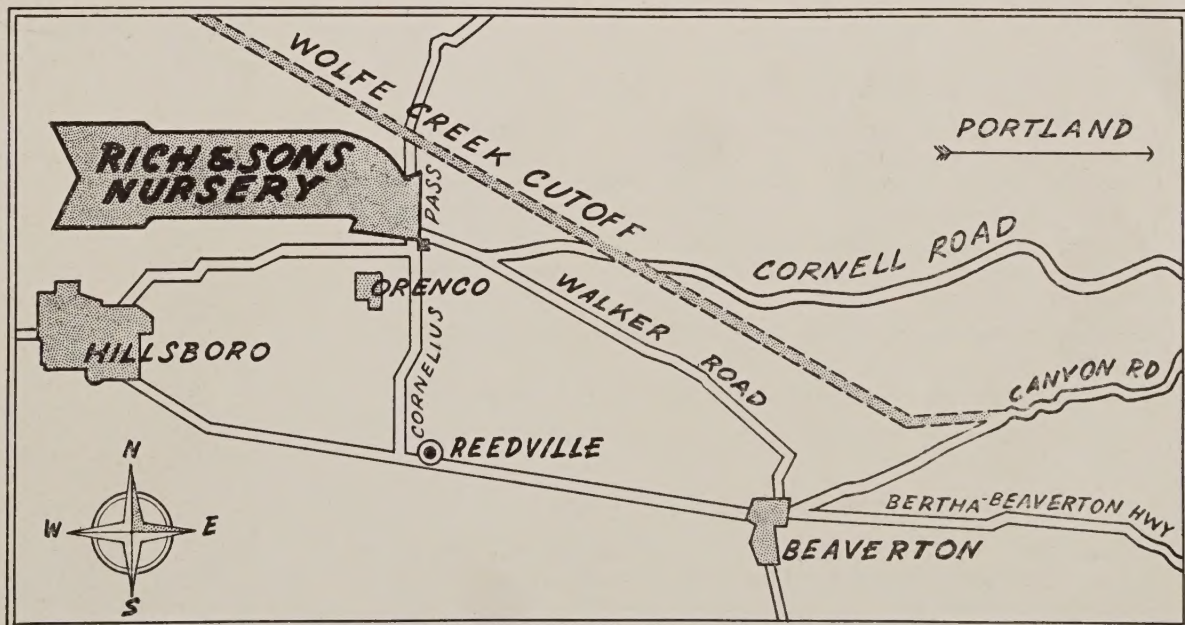 WOLFE CREEK CUTOFF
PORTLAND
RICH & SONS
NURSERY
PASS
CORNELL ROAD
ORENCO
WALKER ROAD
HILLSBORO
CORNELIUS
CANYON RD
REEDVILLE
N
W E
S
BERTHA-BEAVERTON HWY
BEAVERTON